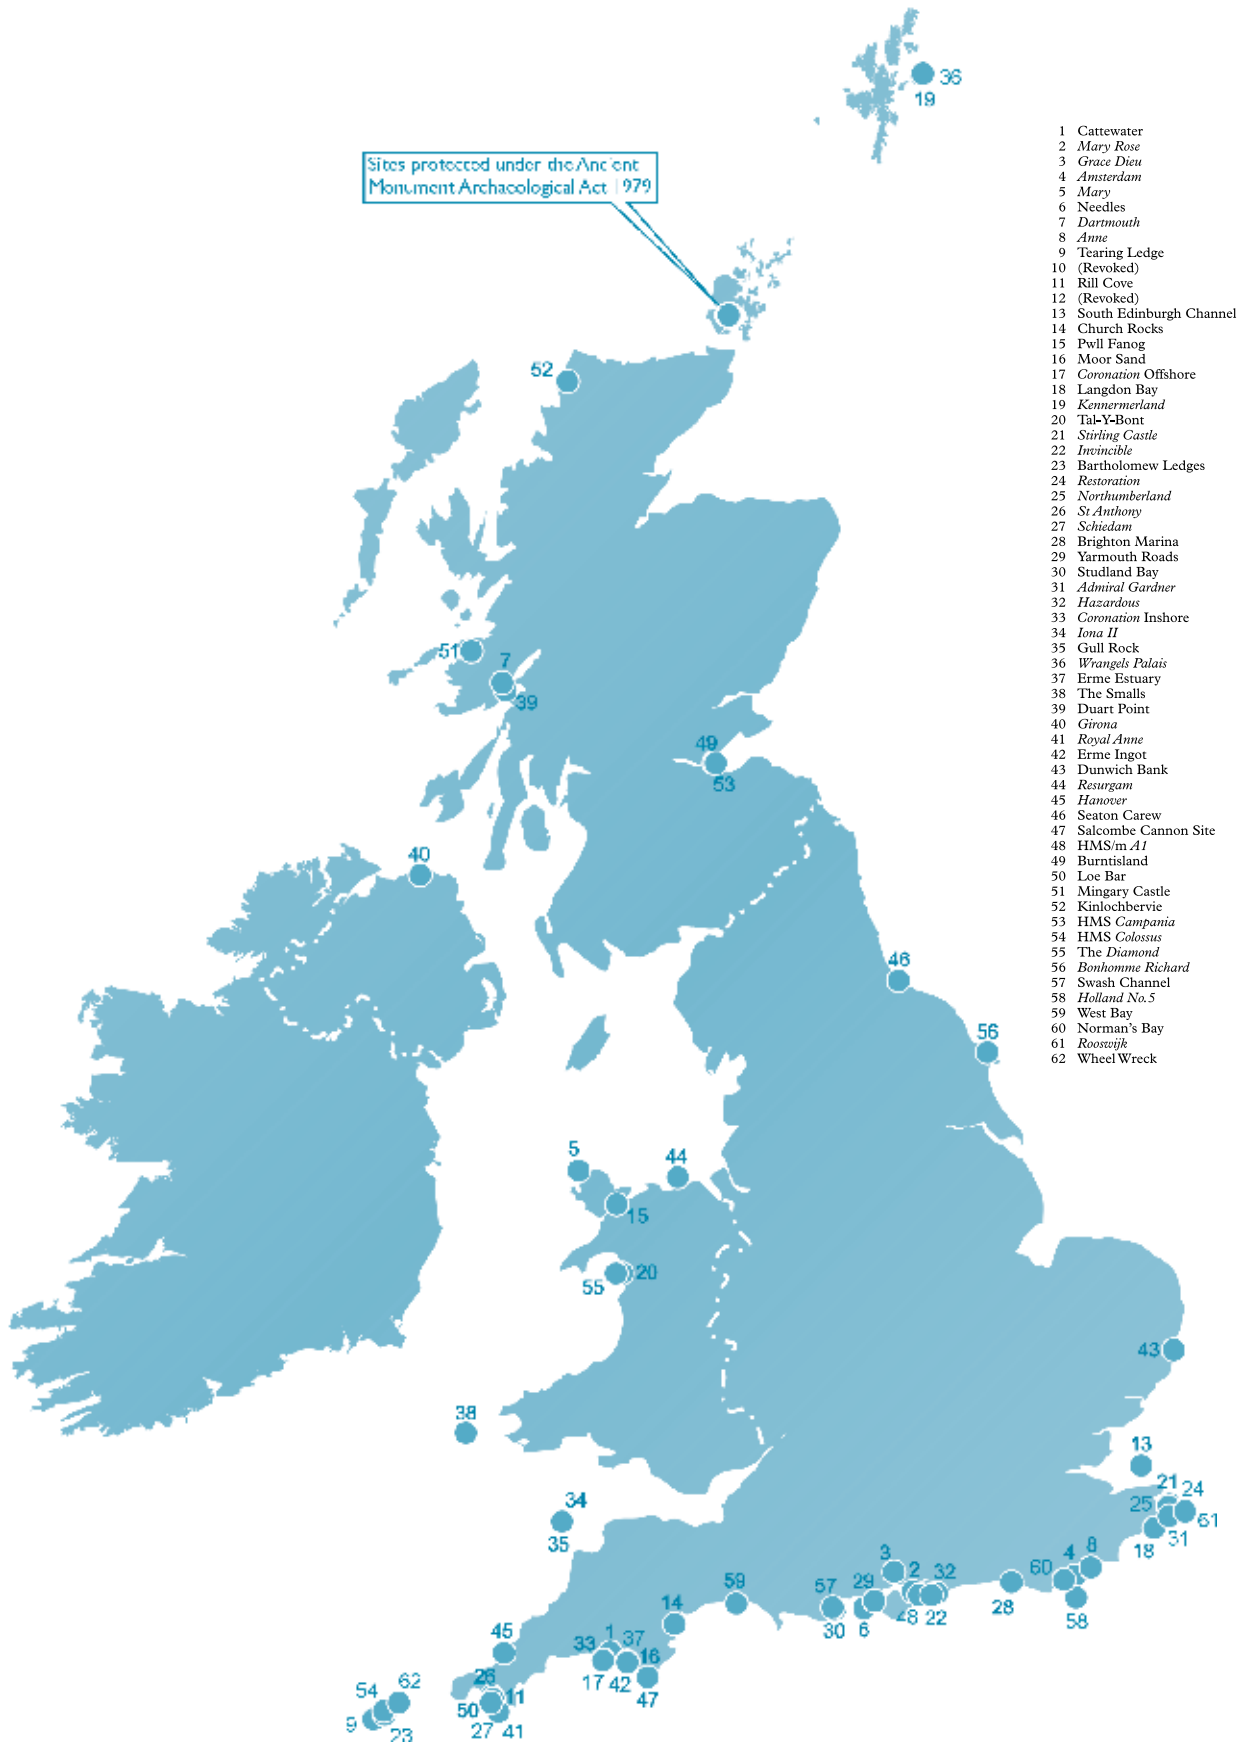 36
19
Sites protected under the Ancient
Monument Archaeological Act 1979
52
51
7
39
49
53
40
46
56
5
44
15
20
55
43
38
13
21
24
25
61
31
18
34
35
3
2
32
29
48
22
6
57
30
59
14
28
60
4
8
58
45
33
1
37
16
17
42
47
26
11
50
27
41
54
62
9
23
1 Cattewater
2 Mary Rose
3 Grace Dieu
4 Amsterdam
5 Mary
6 Needles
7 Dartmouth
8 Anne
9 Tearing Ledge
10 (Revoked)
11 Rill Cove
12 (Revoked)
13 South Edinburgh Channel
14 Church Rocks
15 Pwll Fanog
16 Moor Sand
17 Coronation Offshore
18 Langdon Bay
19 Kennermerland
20 Tal-Y-Bont
21 Stirling Castle
22 Invincible
23 Bartholomew Ledges
24 Restoration
25 Northumberland
26 St Anthony
27 Schiedam
28 Brighton Marina
29 Yarmouth Roads
30 Studland Bay
31 Admiral Gardner
32 Hazardous
33 Coronation Inshore
34 Iona II
35 Gull Rock
36 Wrangels Palais
37 Erme Estuary
38 The Smalls
39 Duart Point
40 Girona
41 Royal Anne
42 Erme Ingot
43 Dunwich Bank
44 Resurgam
45 Hanover
46 Seaton Carew
47 Salcombe Cannon Site
48 HMS/m A1
49 Burntisland
50 Loe Bar
51 Mingary Castle
52 Kinlochbervie
53 HMS Campania
54 HMS Colossus
55 The Diamond
56 Bonhomme Richard
57 Swash Channel
58 Holland No.5
59 West Bay
60 Norman's Bay
61 Rooswijk
62 Wheel Wreck